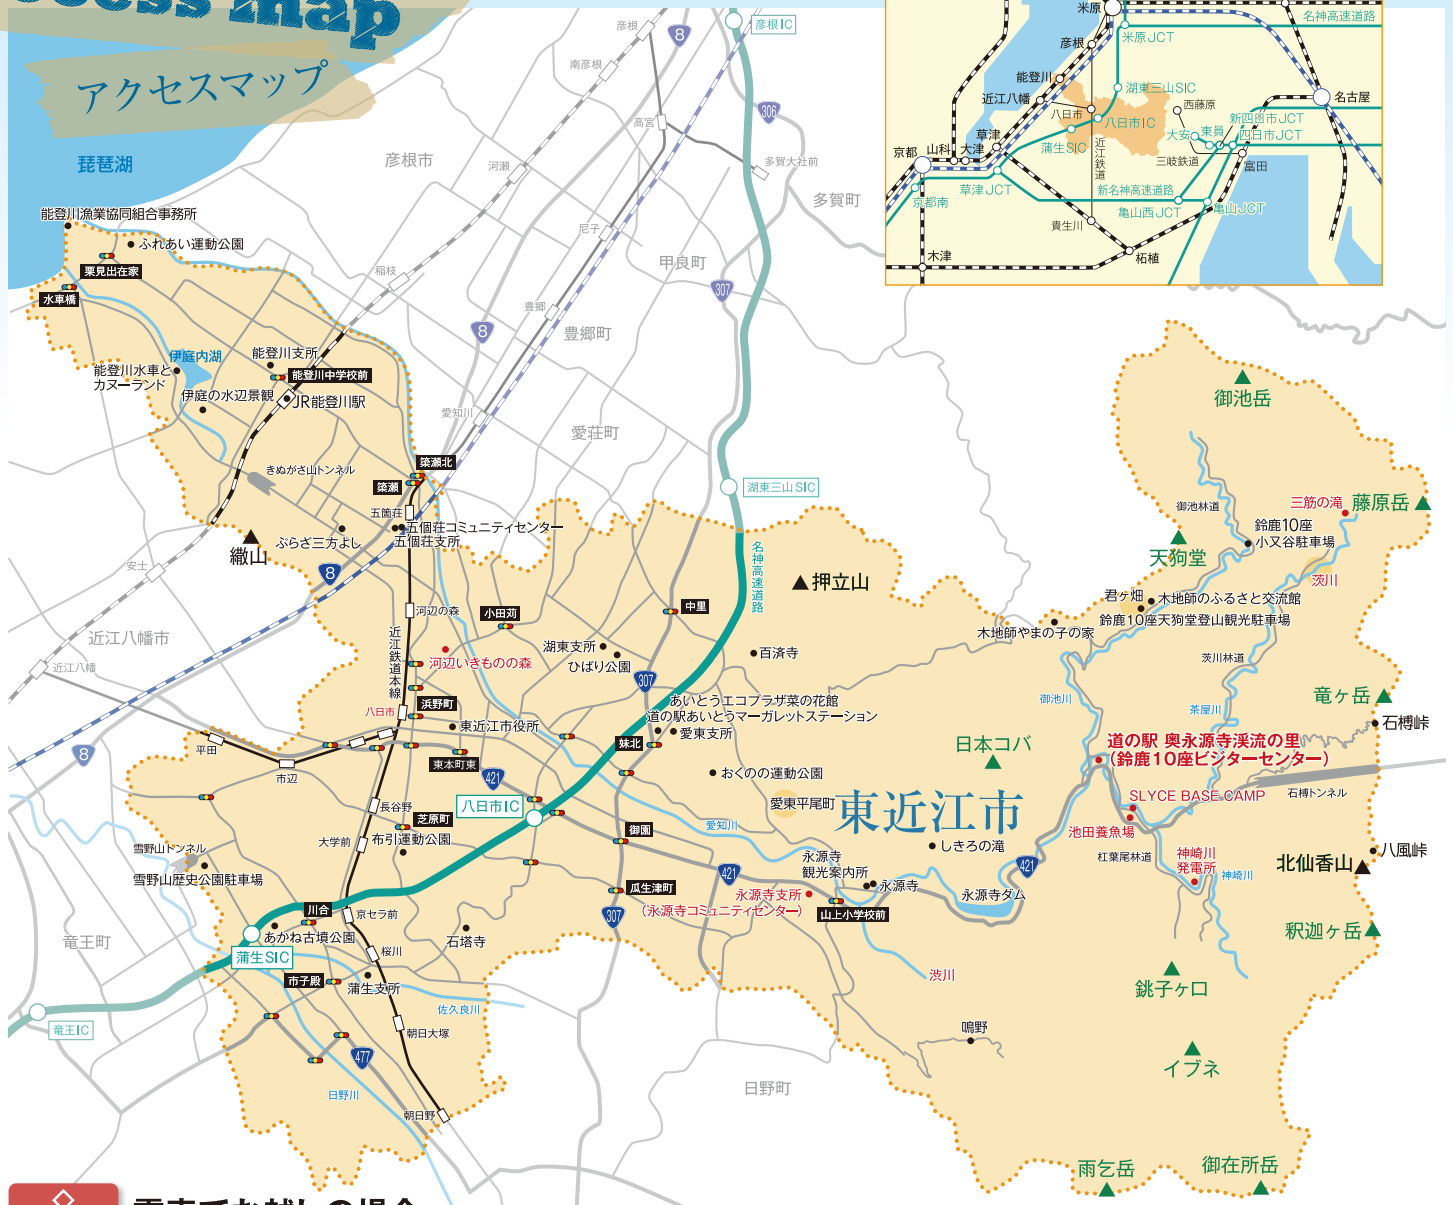 cess map
アクセスマップ
琵琶湖
彦根
8
彦根IC
南彦根
306
高宮
彦根市
河瀬
多賀大社前
多賀町
尼子
甲良町
稲枝
307
豊郷
8
豊郷町
愛知川
愛荘町
湖東三山SIC
米原
名神高速道路
米原JCT
彦根
能登川
湖東三山SIC
近江八幡
西藤原
名古屋
八日市
八日市IC
新四日市JCT
大安
東員
四日市JCT
草津
蒲生SIC
京都
山科
大津
近江鉄道
三岐鉄道
富田
草津JCT
新名神高速道路
京都南
亀山西JCT
亀山JCT
貴生川
木津
柘植
能登川漁業協同組合事務所
ふれあい運動公園
栗見出在家
水車橋
伊庭内湖
能登川支所
能登川水車と
カヌーランド
能登川中学校前
伊庭の水辺景観
JR能登川駅
簗瀬北
きぬがさ山トンネル
簗瀬
五箇荘
五個荘コミュニティセンター
五個荘支所
ぷらざ三方よし
繖山
安土
8
名神高速道路
押立山
御池岳
御池林道
三筋の滝
藤原岳
鈴鹿10座
小又谷駐車場
天狗堂
茨川
君ヶ畑
木地師のふるさと交流館
鈴鹿10座天狗堂登山観光駐車場
木地師やまの子の家
茨川林道
近江八幡市
近江八幡
河辺の森
小田苅
中里
近江鉄道本線
河辺いきものの森
湖東支所
ひばり公園
百済寺
307
八日市
浜野町
あいとうエコプラザ菜の花館
道の駅あいとうマーガレットステーション
東近江市役所
妹北
愛東支所
御池川
茶屋川
竜ヶ岳
石榑峠
8
平田
市辺
東本町東
421
日本コバ
道の駅 奥永源寺渓流の里
(鈴鹿10座ビジターセンター)
おくのの運動公園
石榑トンネル
SLYCE BASE CAMP
八日市IC
長谷野
愛東平尾町
東近江市
芝原町
愛知川
池田養魚場
大学前
布引運動公園
御園
しきろの滝
雪野山トンネル
杠葉尾林道
神崎川
発電所
八風峠
北仙香山
永源寺
観光案内所
421
421
神崎川
雪野山歴史公園駐車場
瓜生津町
永源寺支所
(永源寺コミュニティセンター)
永源寺
永源寺ダム
川合
京セラ前
307
山上小学校前
あかね古墳公園
石塔寺
釈迦ヶ岳
竜王町
蒲生SIC
桜川
市子殿
蒲生支所
渋川
銚子ヶ口
佐久良川
竜王IC
朝日大塚
鳴野
477
イブネ
日野川
日野町
朝日野
雨乞岳
御在所岳
電車でお越しの場合